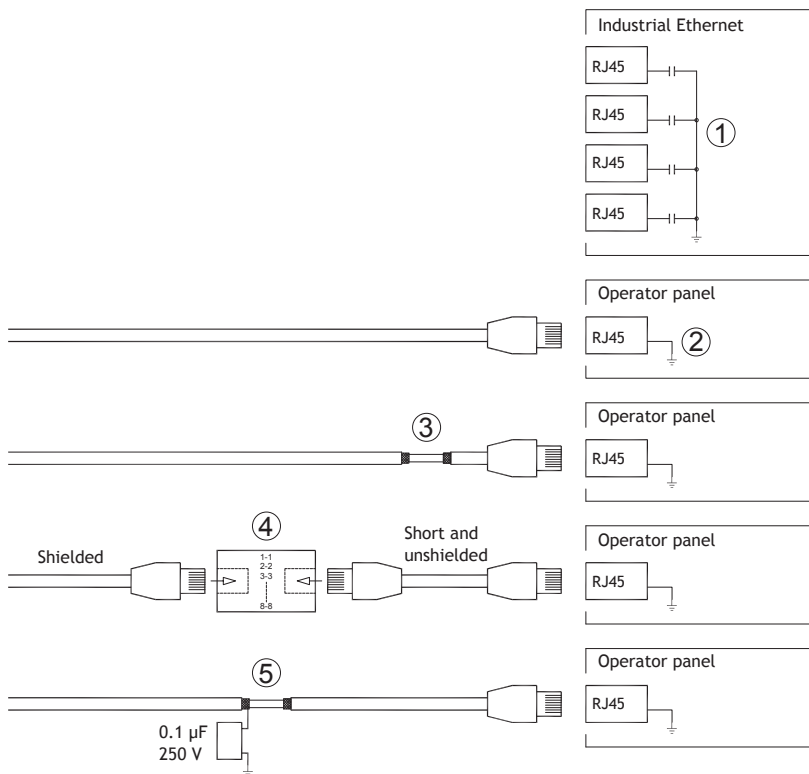 Industrial Ethernet
RJ45
RJ45
1
RJ45
RJ45
Operator panel
RJ45
2
Operator panel
3
RJ45
Operator panel
4
Shielded
1-1
2-2
3-3
8-8
Short and
unshielded
RJ45
Operator panel
5
RJ45
0.1 µF
250 V